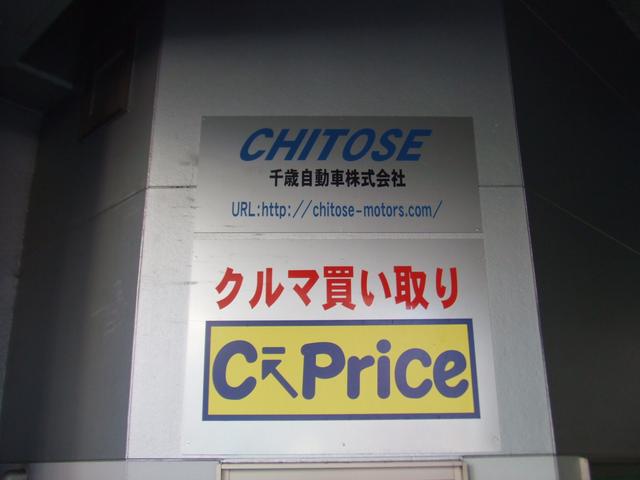 CHITOSE
千歳自動車株式会社
URL:http://chitose-motors.com/
クルマ買い取り
C Price